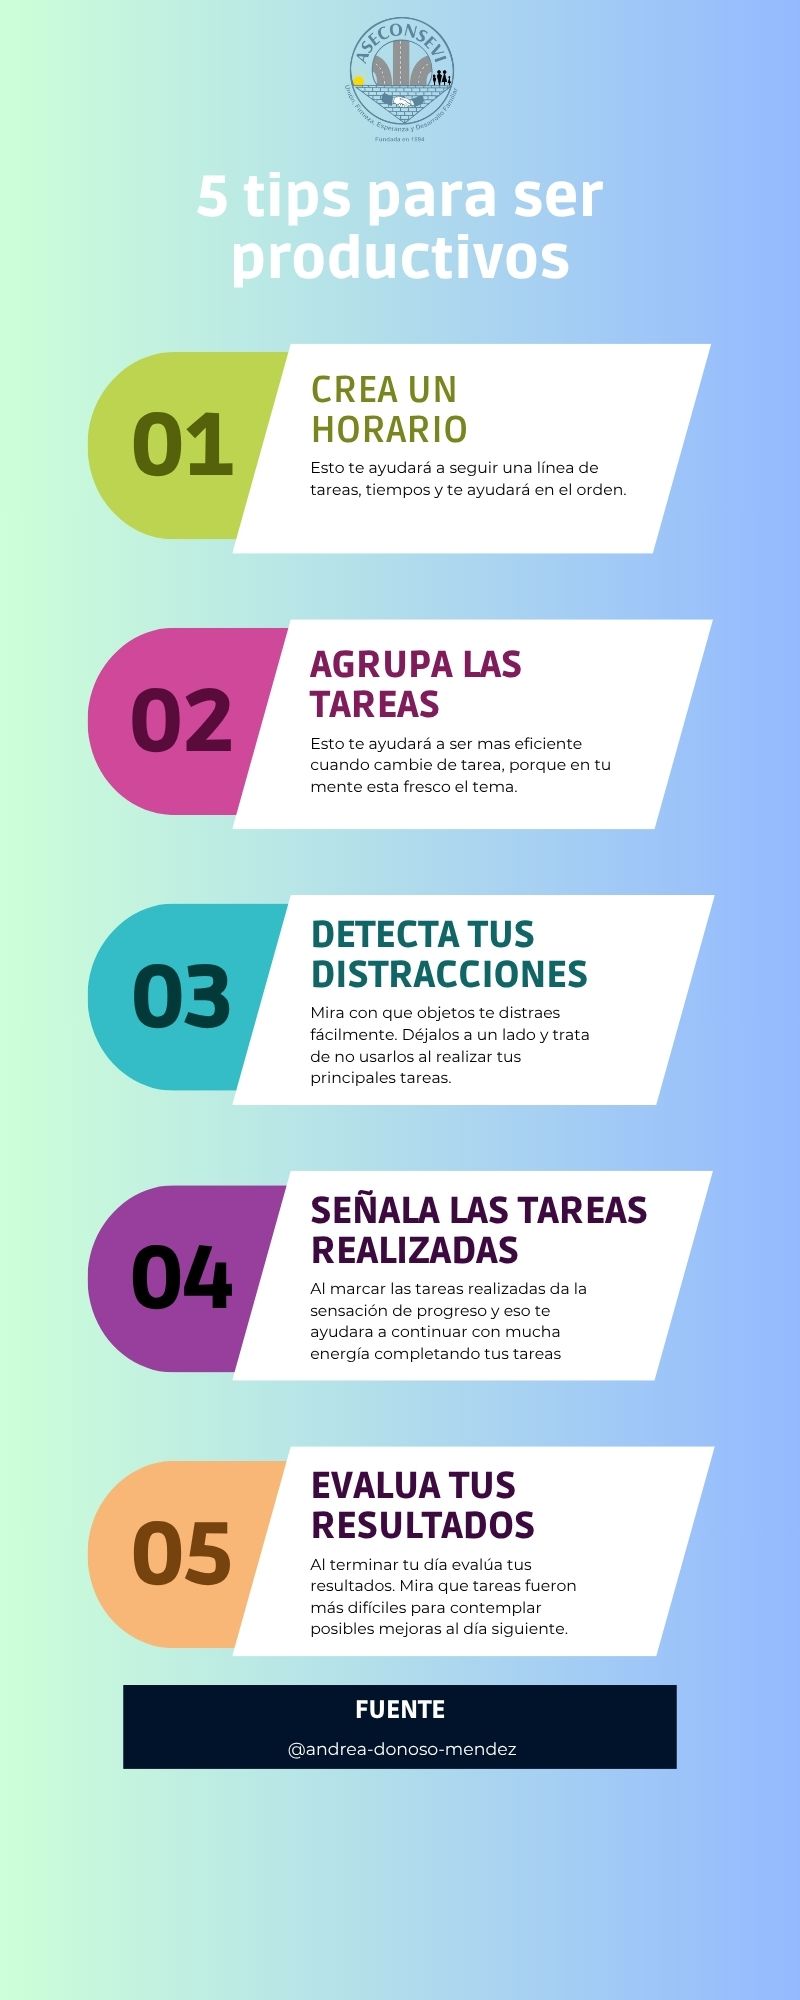 ASECONSEVI
Unión, Firmeza, Esperanza y Desarrollo Familiar
Fundada en 1994
5 tips para ser
productivos
01
CREA UN
HORARIO
Esto te ayudará a seguir una línea de
tareas, tiempos y te ayudará en el orden.
02
AGRUPA LAS
TAREAS
Esto te ayudará a ser mas eficiente
cuando cambie de tarea, porque en tu
mente esta fresco el tema.
03
DETECTA TUS
DISTRACCIONES
Mira con que objetos te distraes
fácilmente. Déjalos a un lado y trata
de no usarlos al realizar tus
principales tareas.
04
SEÑALA LAS TAREAS
REALIZADAS
Al marcar las tareas realizadas da la
sensación de progreso y eso te
ayudara a continuar con mucha
energía completando tus tareas
05
EVALUA TUS
RESULTADOS
Al terminar tu día evalúa tus
resultados. Mira que tareas fueron
más difíciles para contemplar
posibles mejoras al día siguiente.
FUENTE
@andrea-donoso-mendez